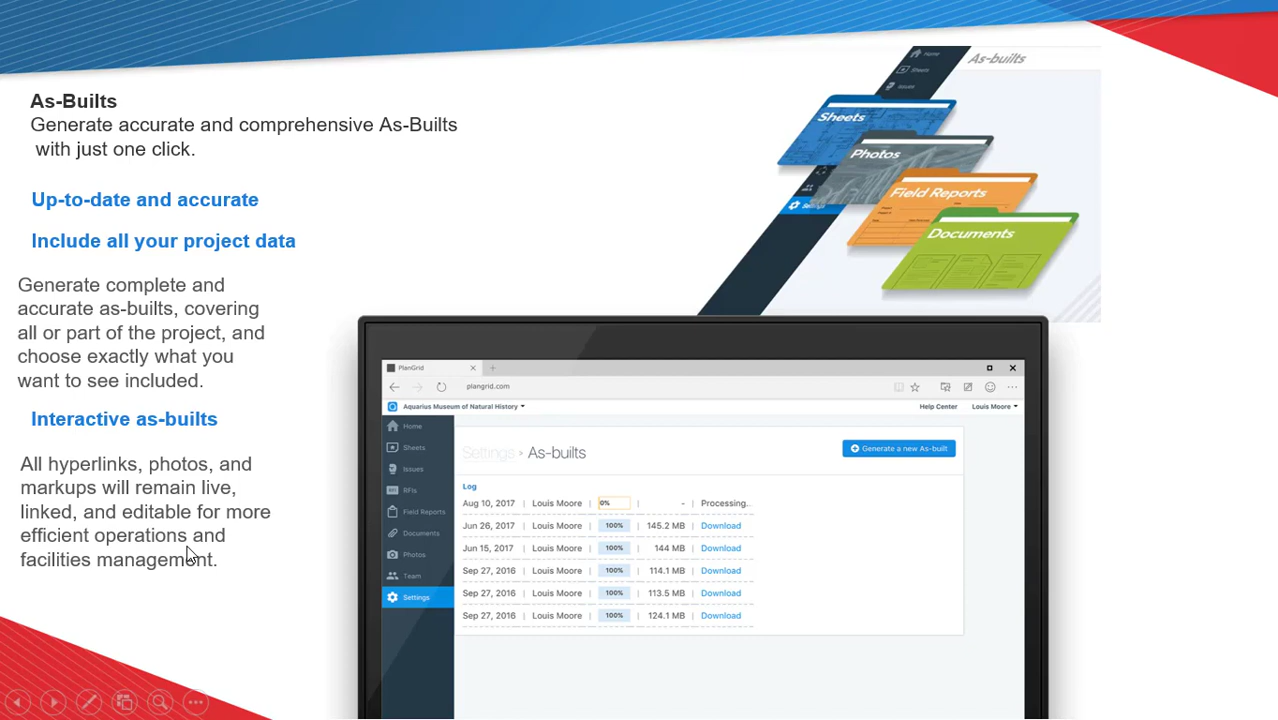 As-Builts
Generate accurate and comprehensive As-Builts
with just one click.
Up-to-date and accurate
Include all your project data
Generate complete and
accurate as-builts, covering
all or part of the project, and
choose exactly what you
want to see included.
Interactive as-builts
All hyperlinks, photos, and
markups will remain live,
linked, and editable for more
efficient operations and
facilities management.
Home
As-builts
Sheets
Issues
Sheets
Photos
Field Reports
Documents
PlanGrid
plangrid.com
Aquarius Museum of Natural History
Help Center
Louis Moore
Home
Sheets
Issues
RFIs
Field Reports
Documents
Photos
Team
Settings
Settings > As-builts
Generate a new As-built
Log
Aug 10, 2017 | Louis Moore | 0% | - | Processing..
Jun 26, 2017 | Louis Moore | 100% | 145.2 MB | Download
Jun 15, 2017 | Louis Moore | 100% | 144 MB | Download
Sep 27, 2016 | Louis Moore | 100% | 114.1 MB | Download
Sep 27, 2016 | Louis Moore | 100% | 113.5 MB | Download
Sep 27, 2016 | Louis Moore | 100% | 124.1 MB | Download